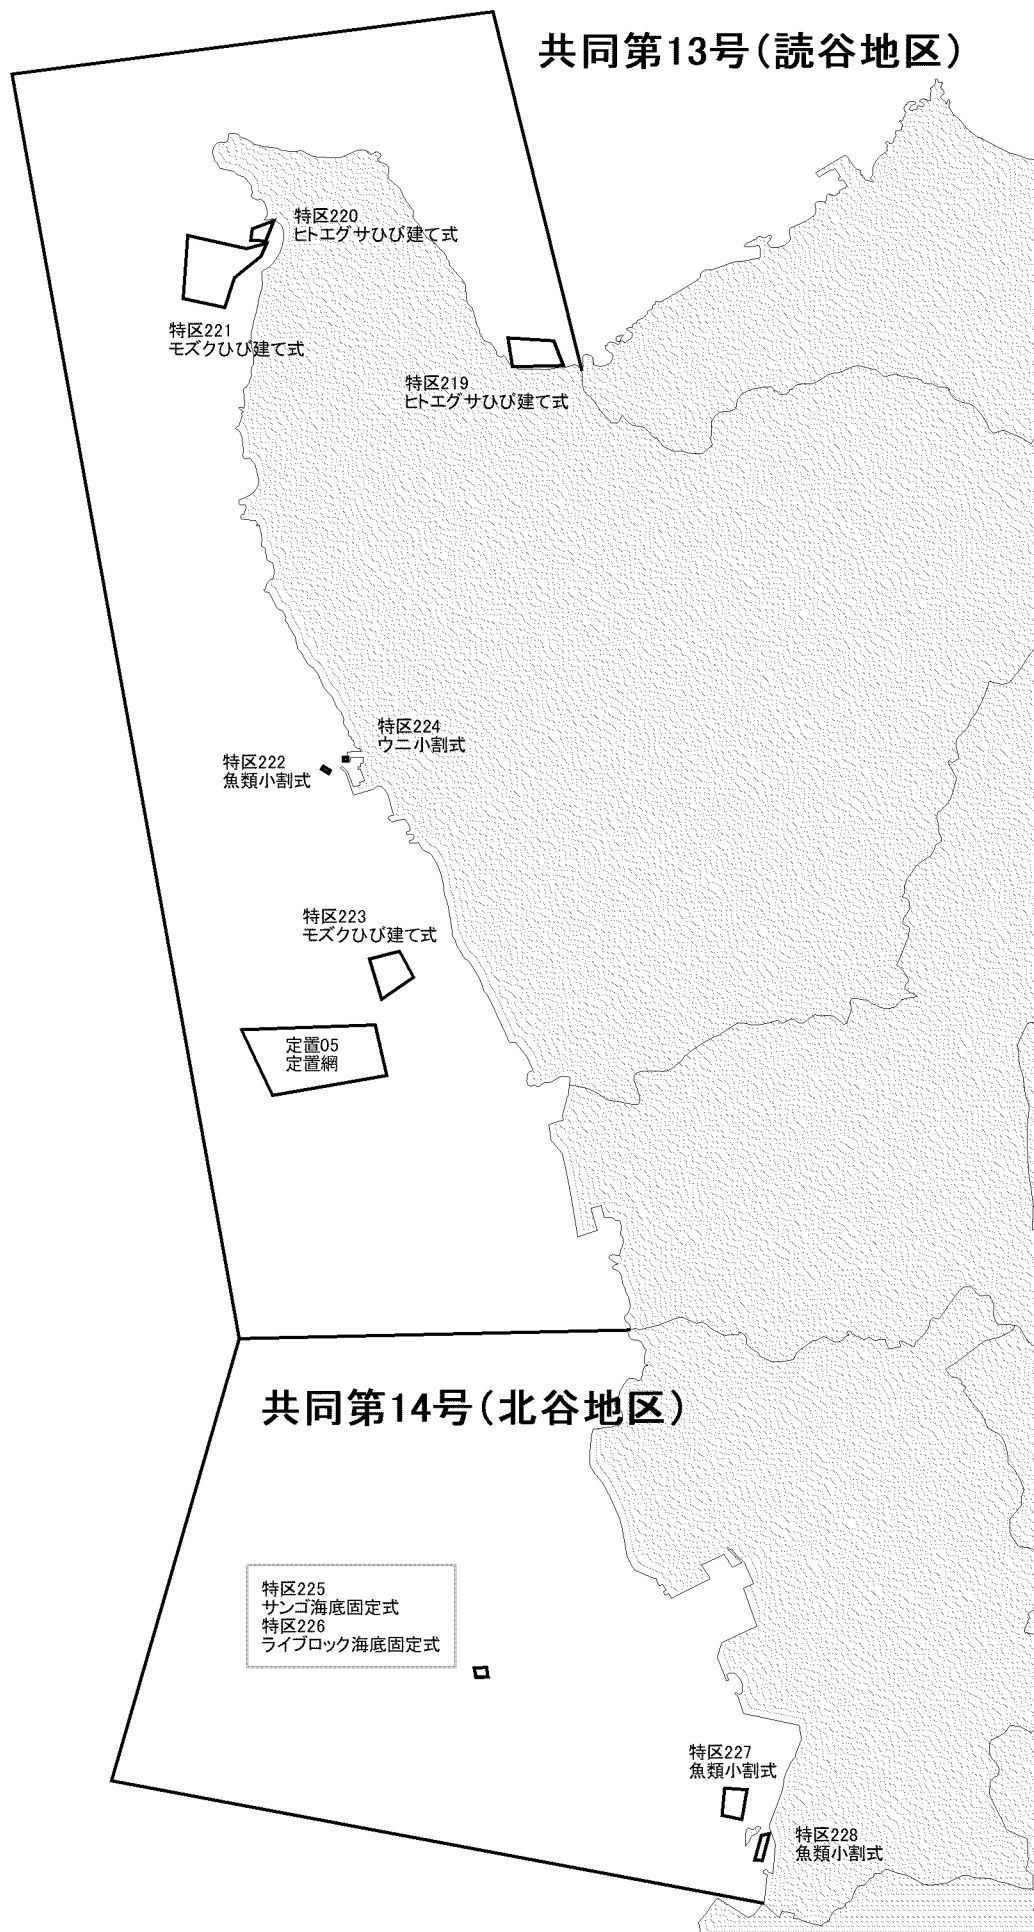 共同第13号(読谷地区)
特区220
ヒトエグサひび建て式
特区221
モズクひび建て式
特区219
ヒトエグサひび建て式
特区224
ウニ小割式
特区222
魚類小割式
特区223
モズクひび建て式
定置05
定置網
共同第14号(北谷地区)
特区225
サンゴ海底固定式
特区226
ライブロック海底固定式
特区227
魚類小割式
特区228
魚類小割式